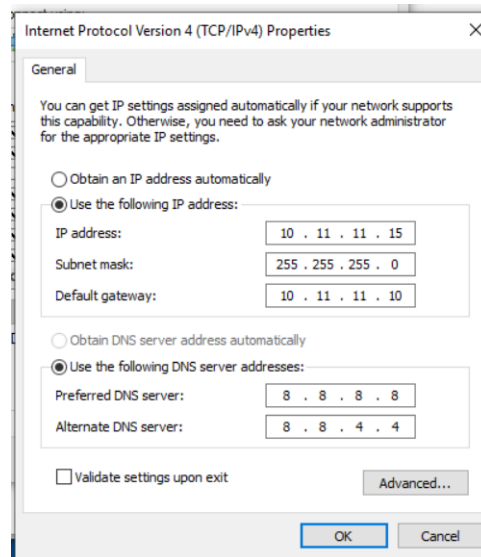 Internet Protocol Version 4 (TCP/IPv4) Properties
General
You can get IP settings assigned automatically if your network supports
this capability. Otherwise, you need to ask your network administrator
for the appropriate IP settings.
Obtain an IP address automatically
Use the following IP address:
IP address: 10 . 11 . 11 . 15
Subnet mask: 255 . 255 . 255 . 0
Default gateway: 10 . 11 . 11 . 10
Obtain DNS server address automatically
Use the following DNS server addresses:
Preferred DNS server: 8 . 8 . 8 . 8
Alternate DNS server: 8 . 8 . 4 . 4
Validate settings upon exit
Advanced...
OK Cancel